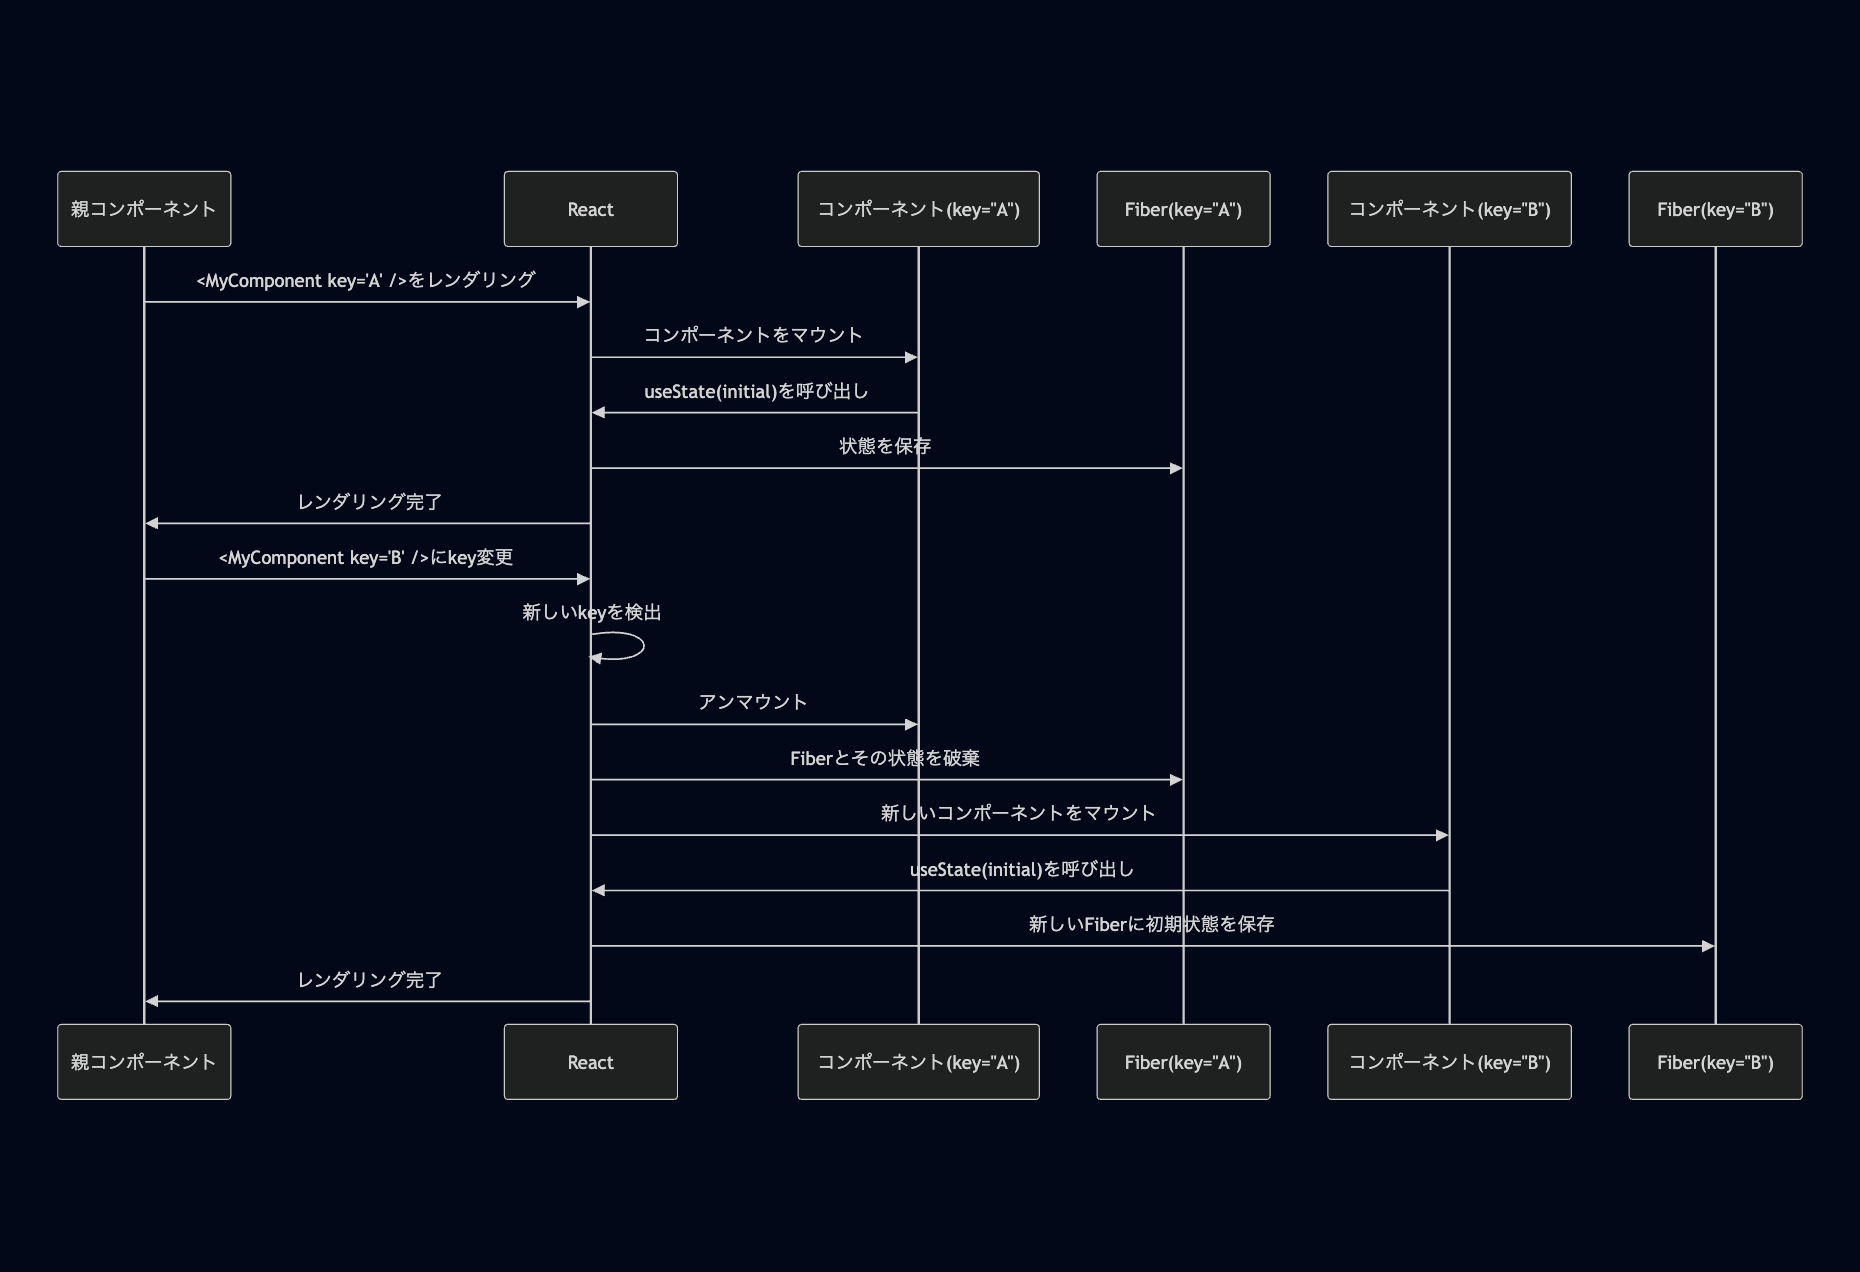 親コンポーネント
React
コンポーネント(key="A")
Fiber(key="A")
コンポーネント(key="B")
Fiber(key="B")
<MyComponent key='A' />をレンダリング
コンポーネントをマウント
useState(initial)を呼び出し
状態を保存
レンダリング完了
<MyComponent key='B' />にkey変更
新しいkeyを検出
アンマウント
Fiberとその状態を破棄
新しいコンポーネントをマウント
useState(initial)を呼び出し
新しいFiberに初期状態を保存
レンダリング完了
親コンポーネント
React
コンポーネント(key="A")
Fiber(key="A")
コンポーネント(key="B")
Fiber(key="B")